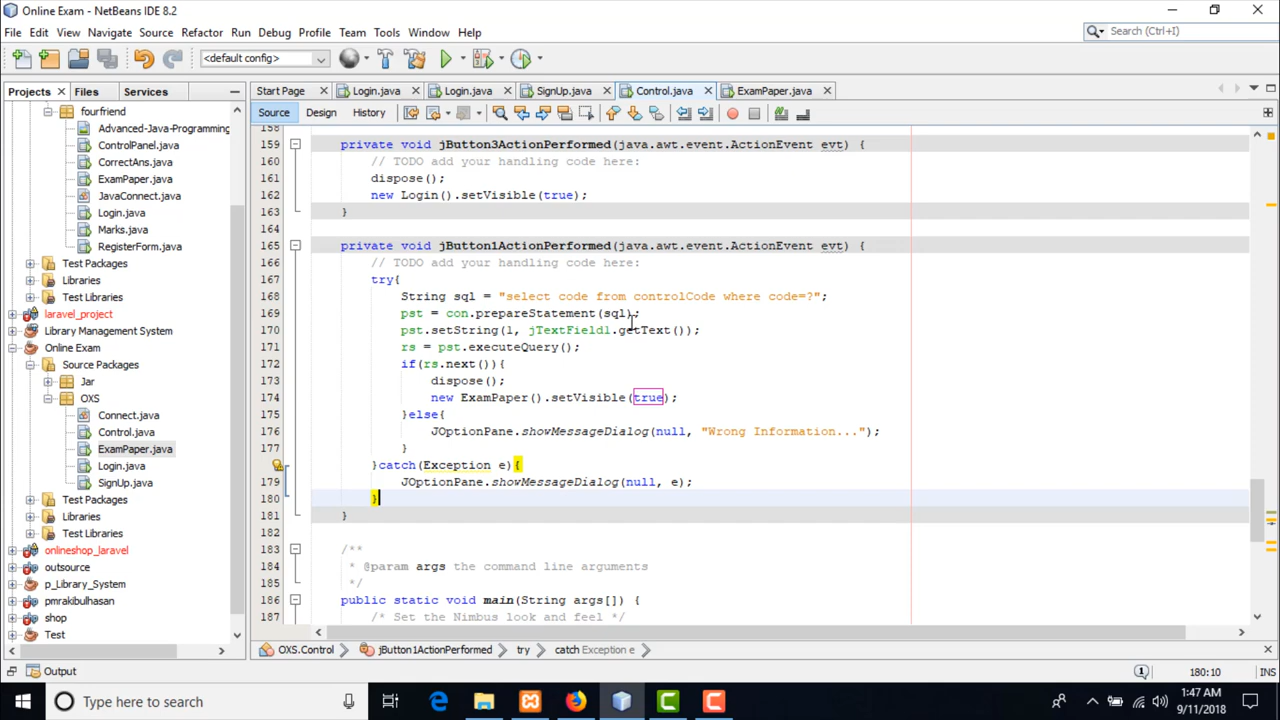 Online Exam - NetBeans IDE 8.2
File Edit View Navigate Source Refactor Run Debug Profile Team Tools Window Help
Search (Ctrl+I)
<default config>
Projects Files Services
Start Page Login.java Login.java SignUp.java Control.java ExamPaper.java
Source Design History
fourfriend
Advanced-Java-Programming
ControlPanel.java
CorrectAns.java
ExamPaper.java
JavaConnect.java
Login.java
Marks.java
RegisterForm.java
Test Packages
Libraries
Test Libraries
laravel_project
Library Management System
Online Exam
Source Packages
Jar
OXS
Connect.java
Control.java
ExamPaper.java
Login.java
SignUp.java
Test Packages
Libraries
Test Libraries
onlineshop_laravel
outsource
p_Library_System
pmrakibulhasan
shop
Test
158
159 private void jButton3ActionPerformed(java.awt.event.ActionEvent evt) {
160 // TODO add your handling code here:
161 dispose();
162 new Login().setVisible(true);
163 }
164
165 private void jButton1ActionPerformed(java.awt.event.ActionEvent evt) {
166 // TODO add your handling code here:
167 try{
168 String sql = "select code from controlCode where code=?";
169 pst = con.prepareStatement(sql);
170 pst.setString(1, jTextField1.getText());
171 rs = pst.executeQuery();
172 if(rs.next()){
173 dispose();
174 new ExamPaper().setVisible(true);
175 }else{
176 JOptionPane.showMessageDialog(null, "Wrong Information...");
177 }
}catch(Exception e){
179 JOptionPane.showMessageDialog(null, e);
180 }
181 }
182
183 /**
184 * @param args the command line arguments
185 */
186 public static void main(String args[]) {
187 /* Set the Nimbus look and feel */
OXS.Control jButton1ActionPerformed try catch Exception e
Output
1 180:10 INS
Type here to search
1:47 AM
9/11/2018